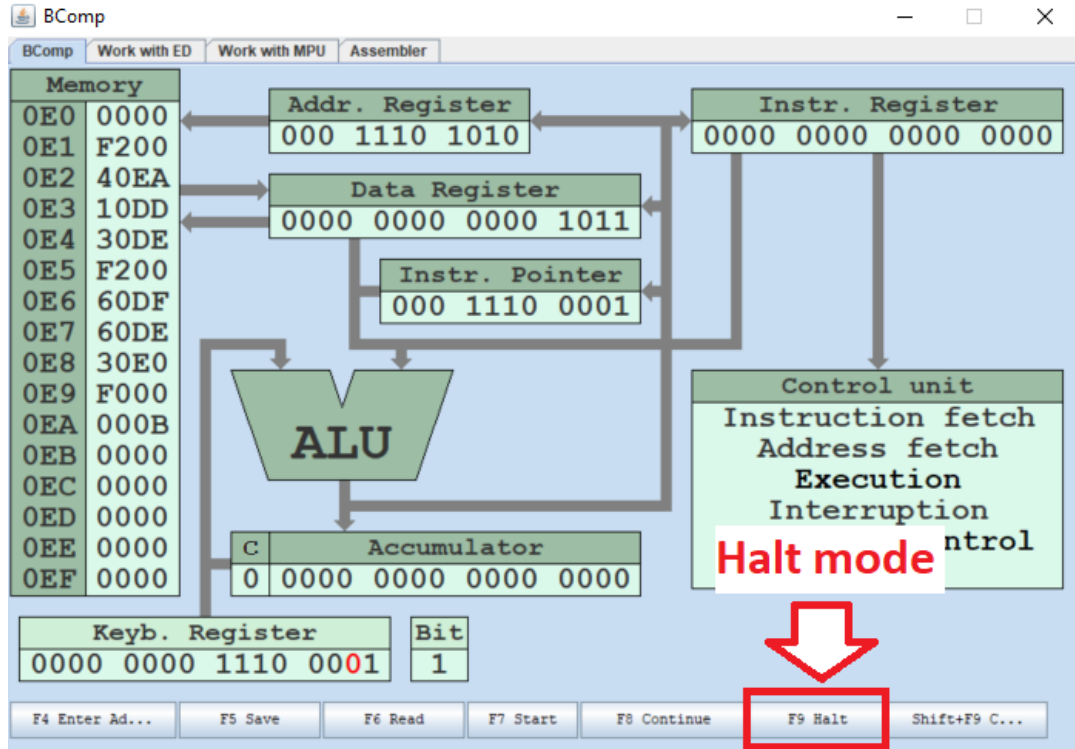 BComp
BComp Work with ED Work with MPU Assembler
Memory
0E0 0000
0E1 F200
0E2 40EA
0E3 10DD
0E4 30DE
0E5 F200
0E6 60DF
0E7 60DE
0E8 30E0
0E9 F000
0EA 000B
0EB 0000
0EC 0000
0ED 0000
0EE 0000
0EF 0000
Addr. Register
000 1110 1010
Instr. Register
0000 0000 0000 0000
Data Register
0000 0000 0000 1011
Instr. Pointer
000 1110 0001
ALU
Control unit
Instruction fetch
Address fetch
Execution
Interruption
ntrol
Halt mode
C Accumulator
0 0000 0000 0000 0000
Keyb. Register
0000 0000 1110 0001
Bit
1
F4 Enter Ad... F5 Save F6 Read F7 Start F8 Continue F9 Halt Shift+F9 C...